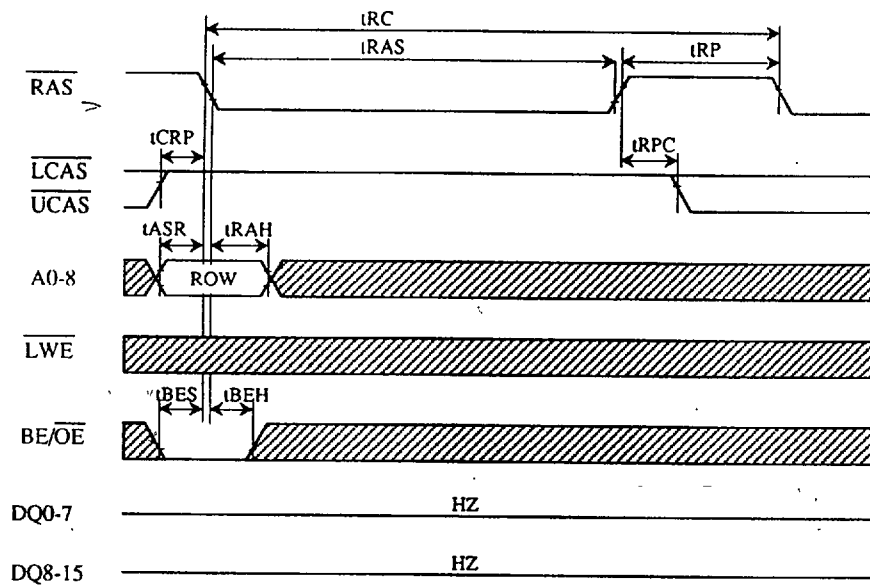 tRC
tRAS
tRP
RAS
tCRP
tRPC
LCAS
UCAS
tASR
tRAH
A0-8
ROW
LWE
tBES
tBEH
BE/OE
HZ
DQ0-7
HZ
DQ8-15